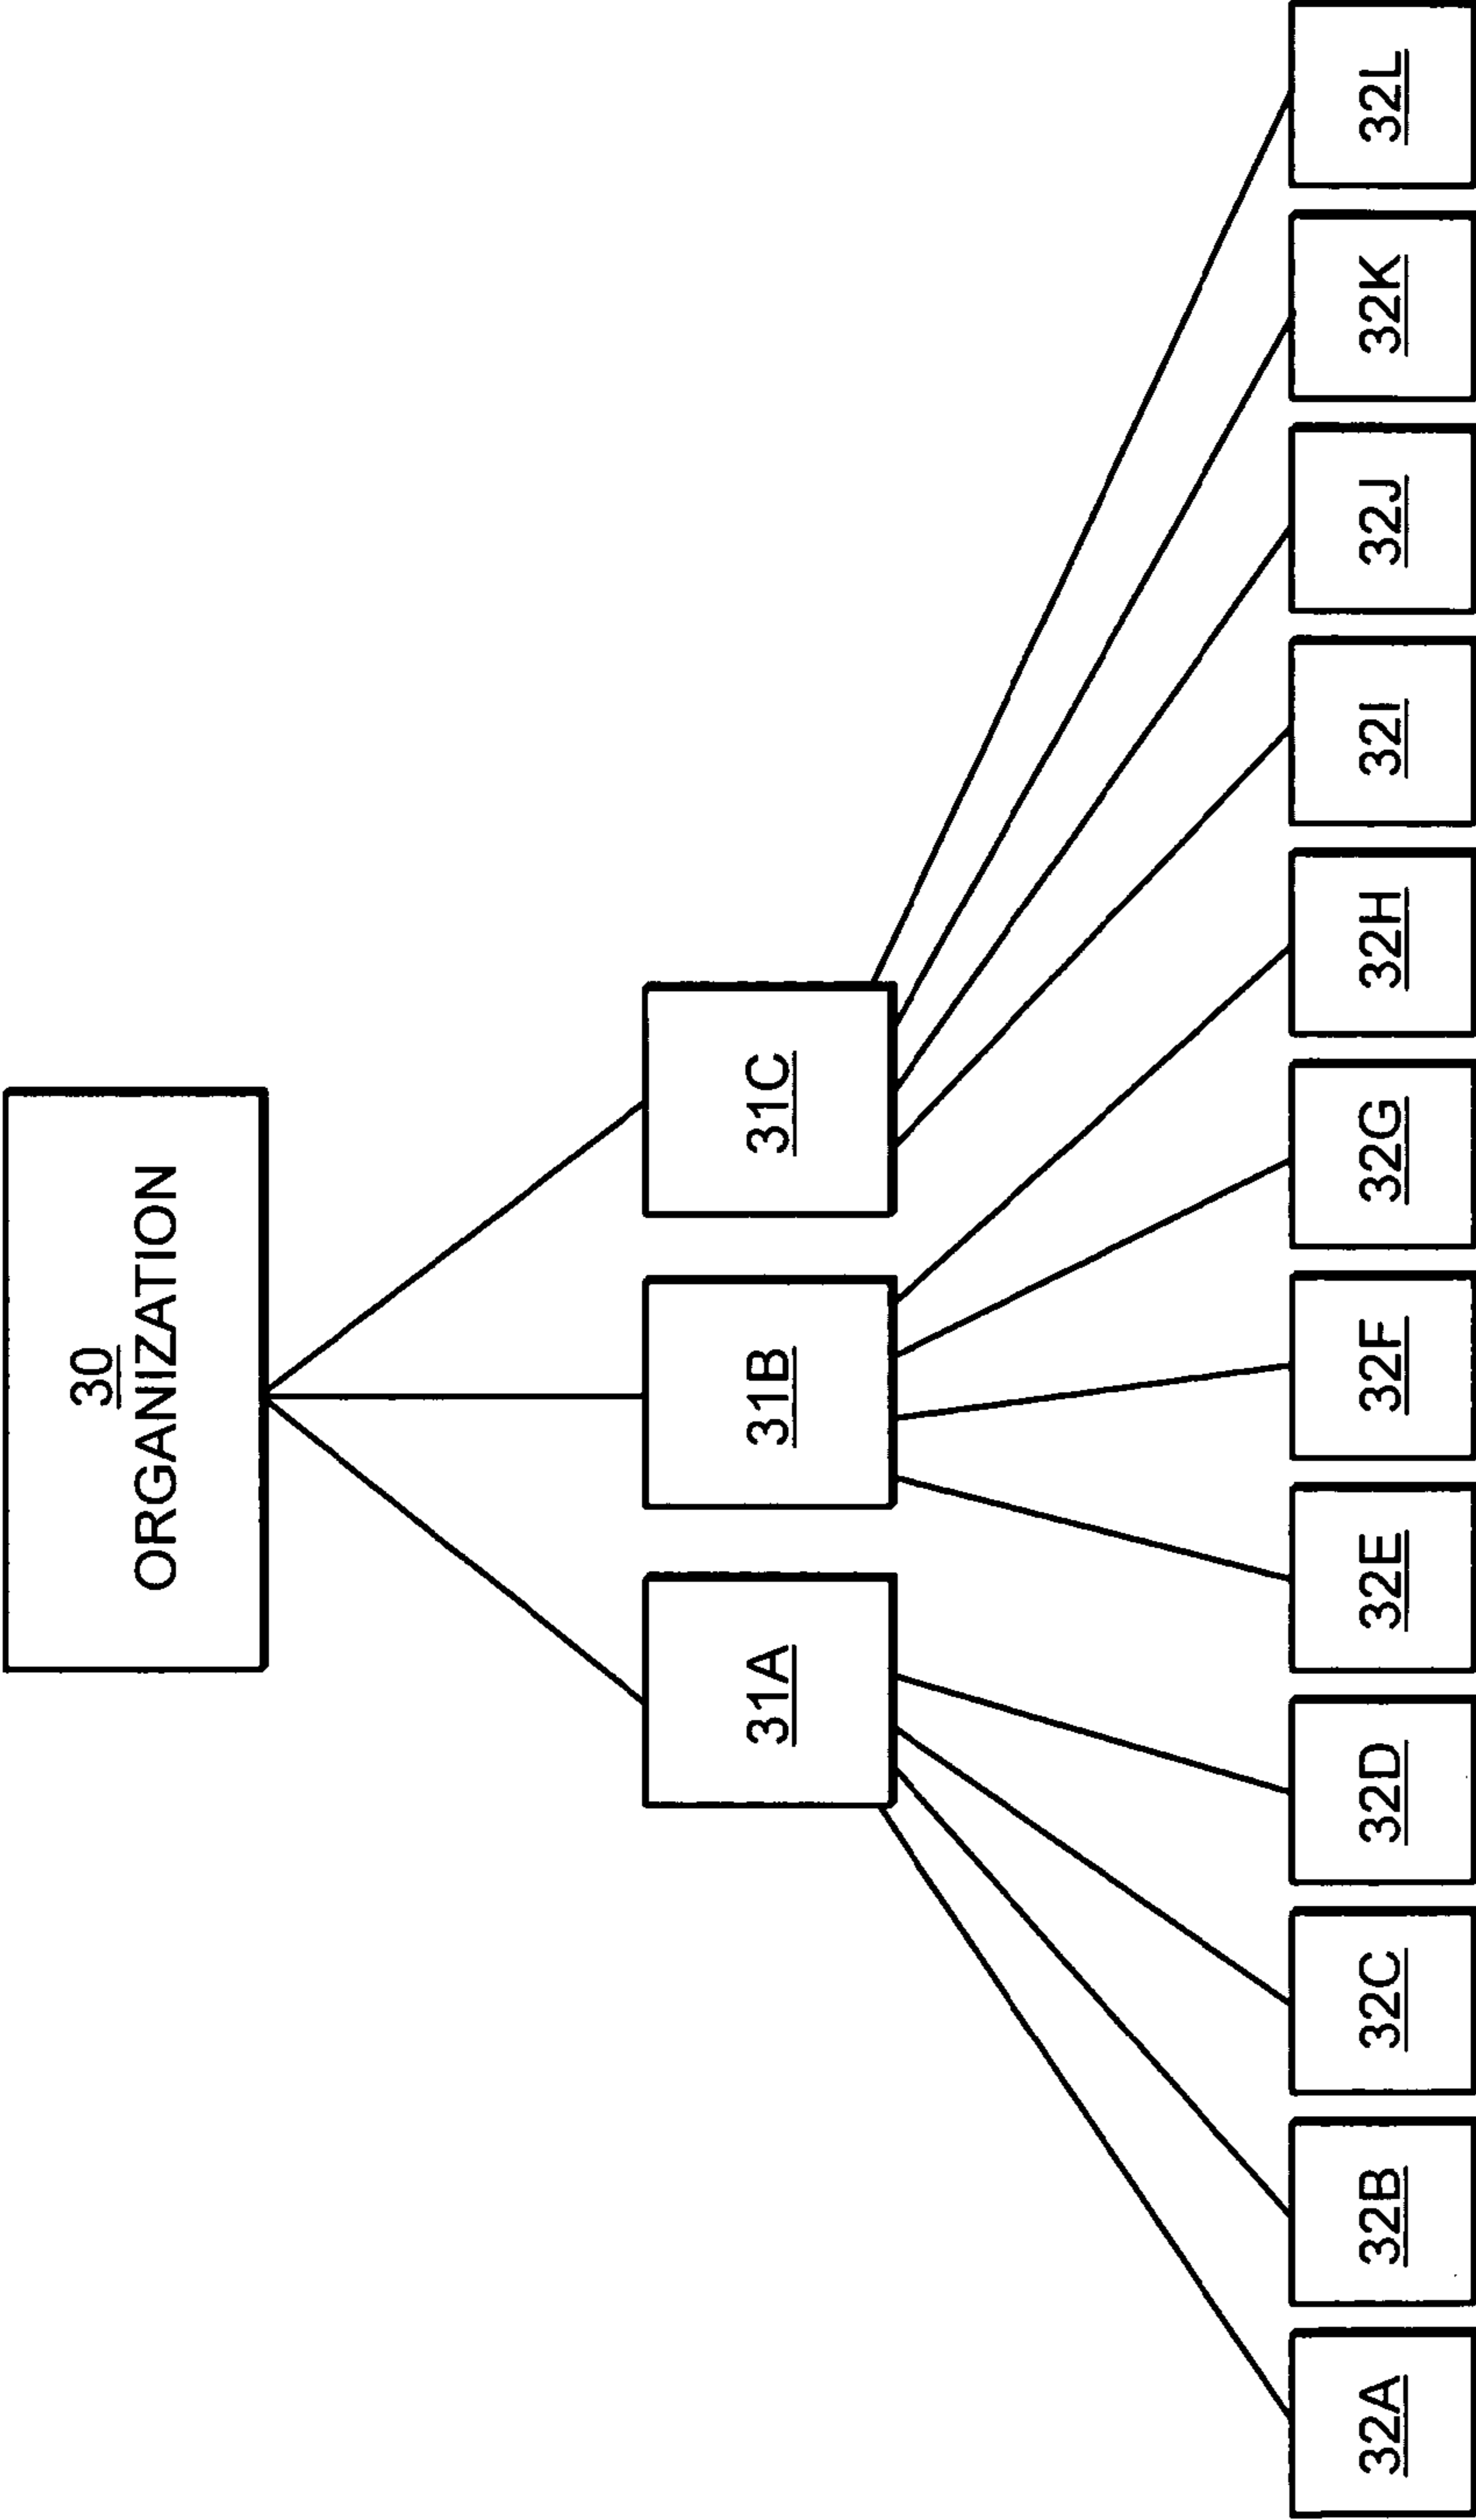 30
ORGANIZATION
31A
31B
31C
32A
32B
32C
32D
32E
32F
32G
32H
32I
32J
32K
32L